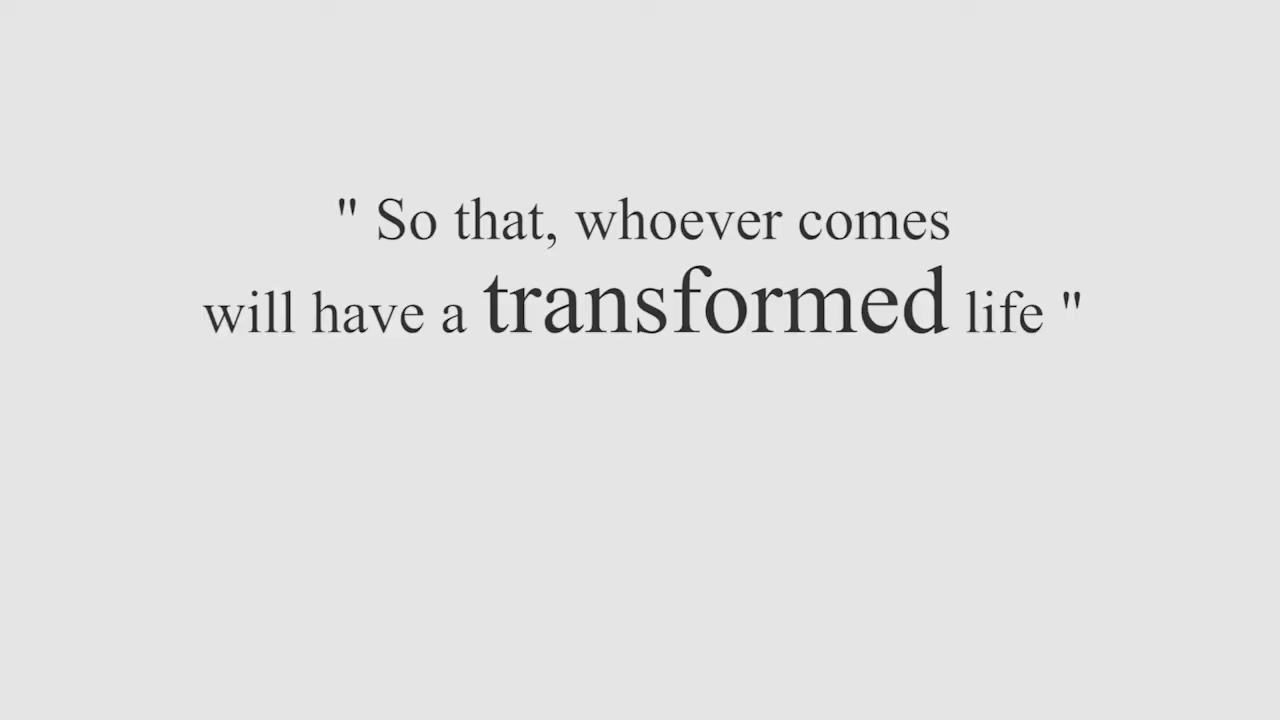 " So that, whoever comes
will have a transformed life "